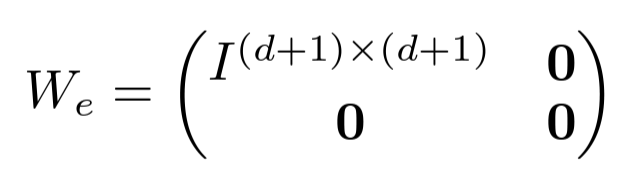 $$W_e = \begin{pmatrix} I^{(d+1)\times(d+1)} & \mathbf{0} \\ \mathbf{0} & \mathbf{0} \end{pmatrix}$$